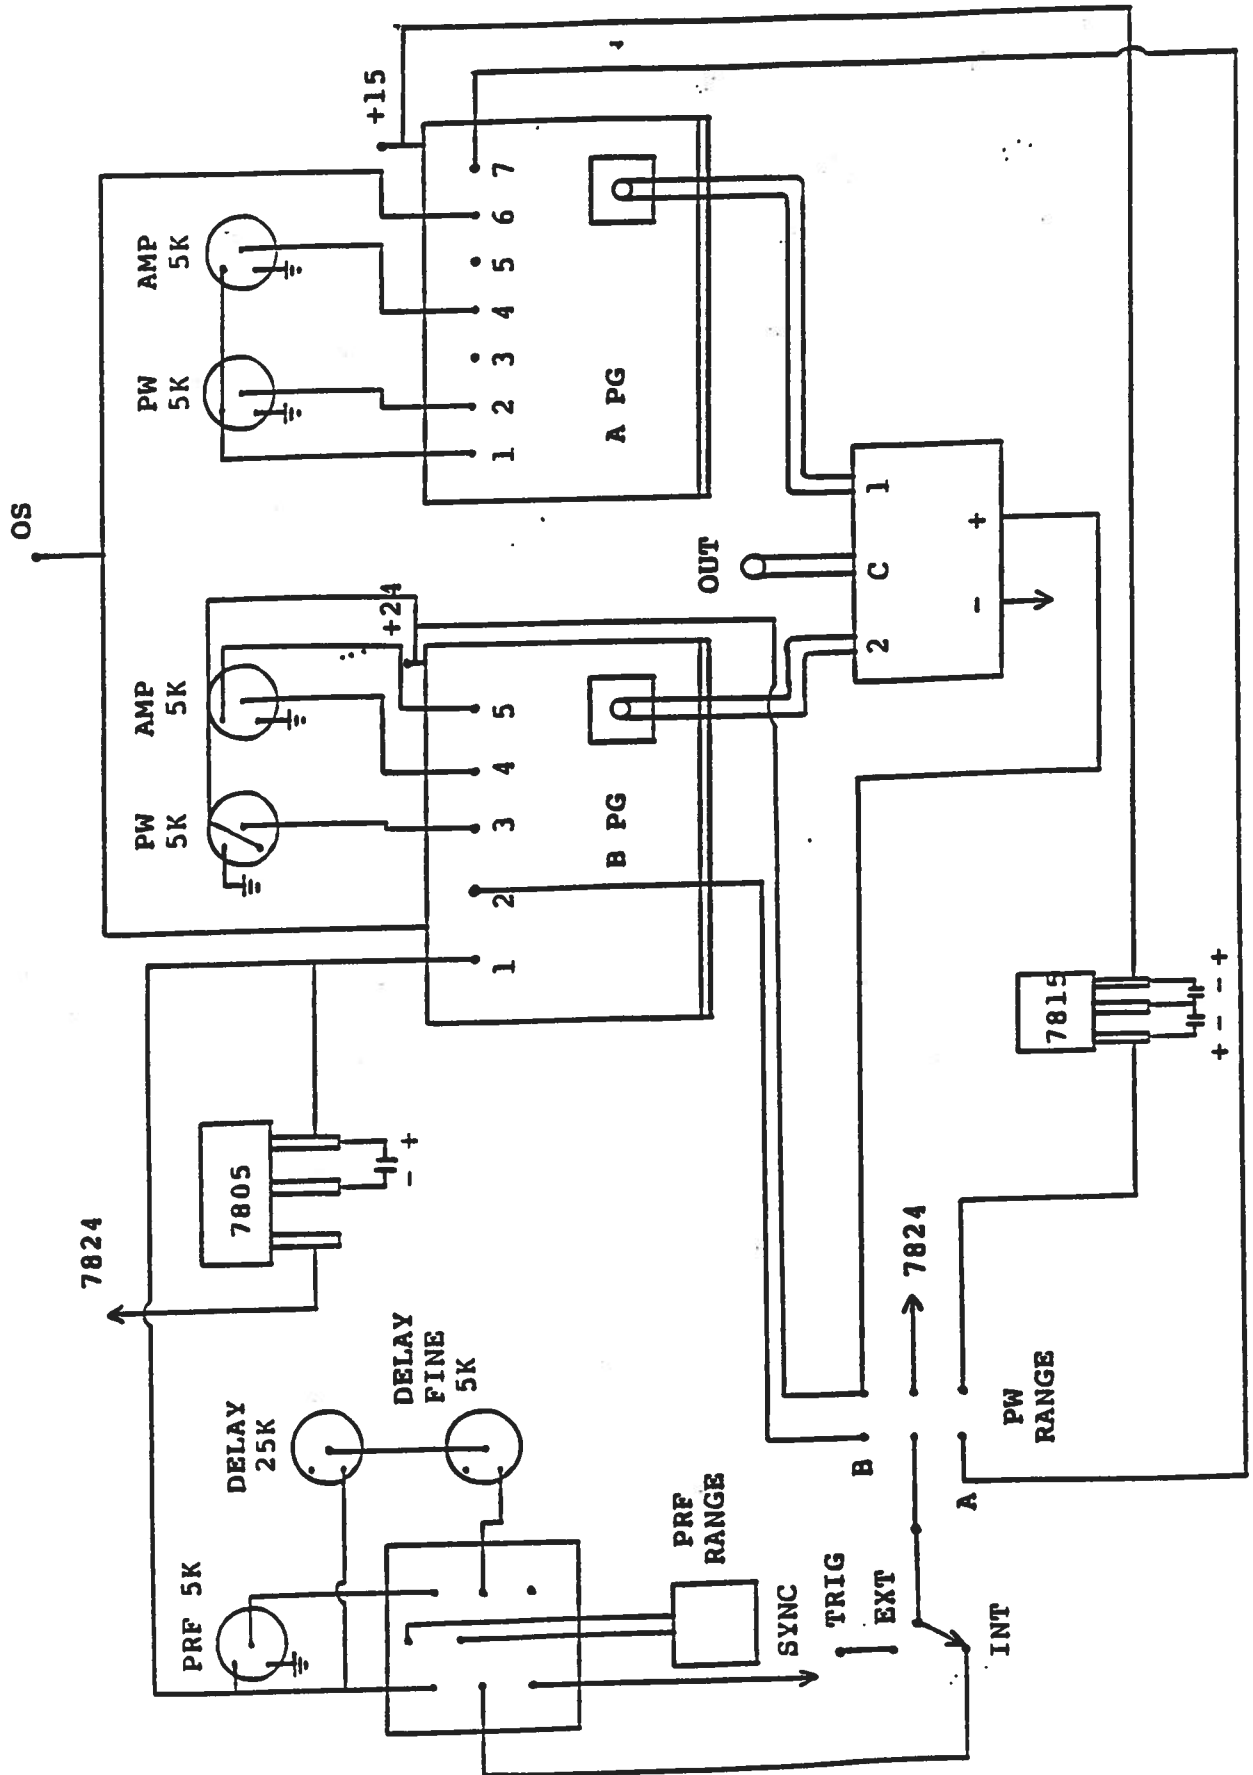 OS
AMP
5K
PW
5K
AMP
5K
PW
5K
+15
+24
1 2 3 4 5 6 7
A PG
1 2 3 4 5
B PG
7824
7805
- +
PRF 5K
DELAY
25K
DELAY
FINE
5K
PRF
RANGE
SYNC
TRIG
EXT
INT
OUT
2 C 1
- +
B
A
7824
PW
RANGE
7815
+ - - +